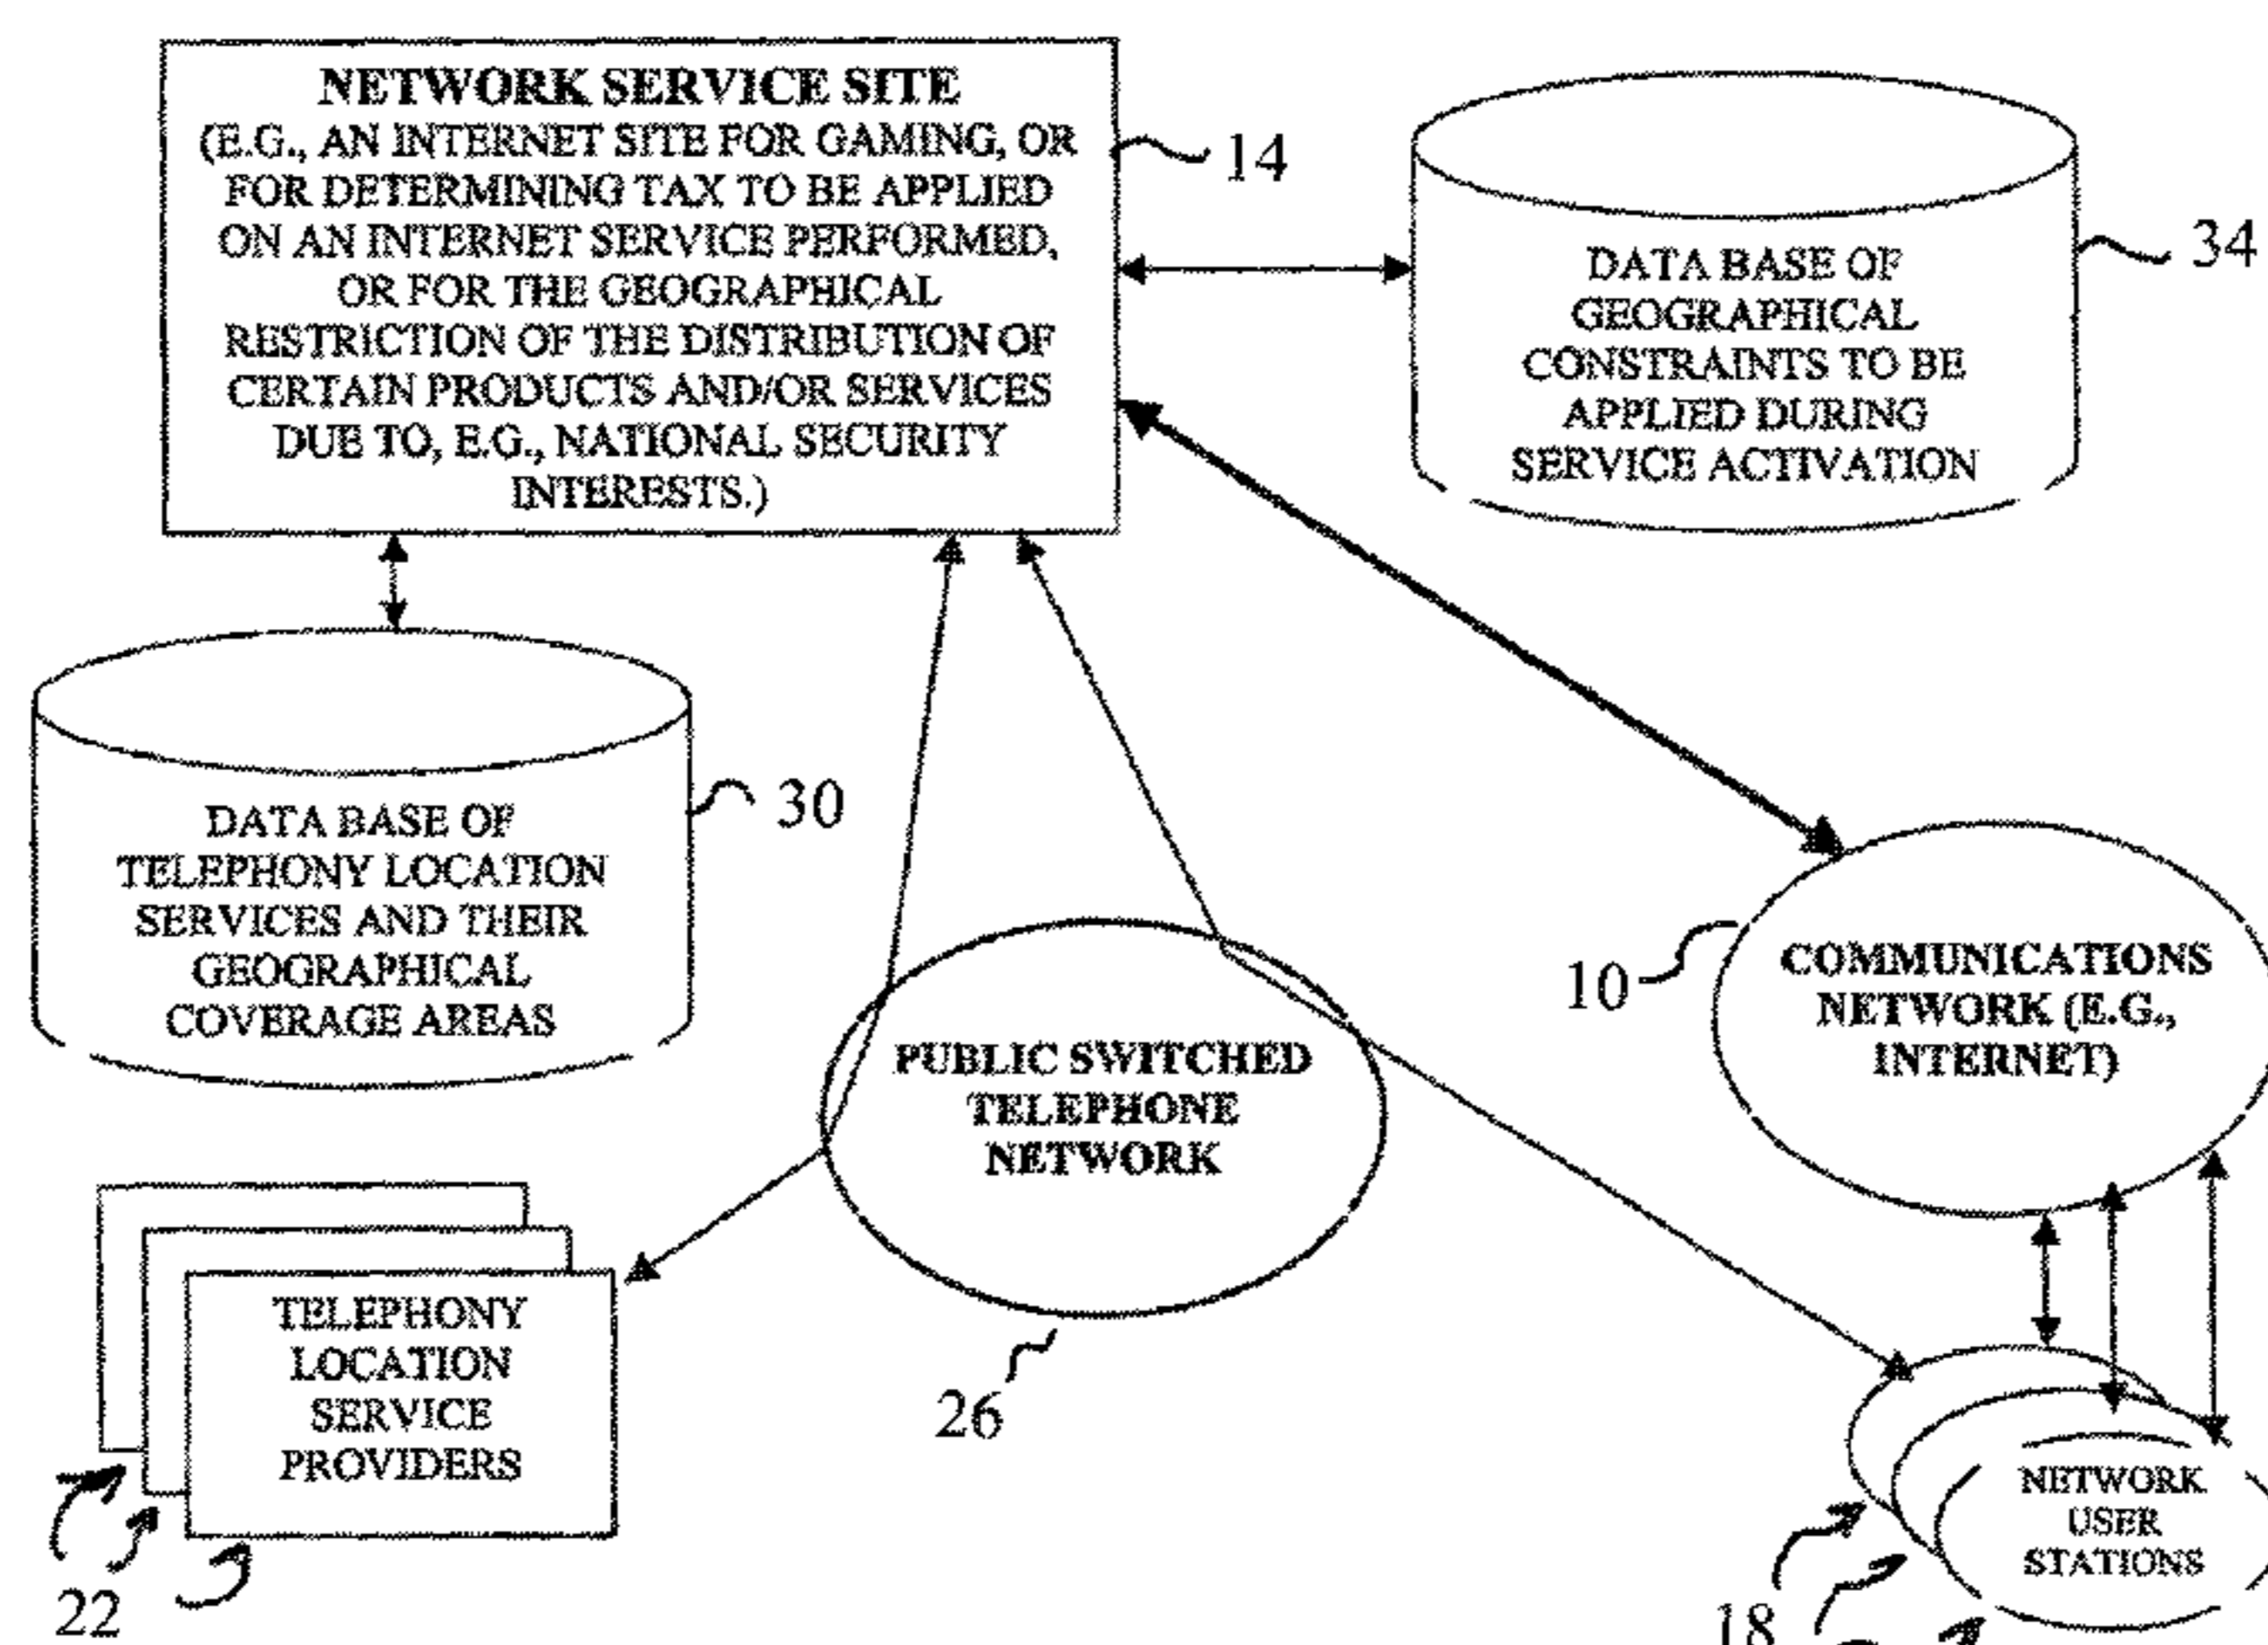 NETWORK SERVICE SITE
(E.G., AN INTERNET SITE FOR GAMING, OR
FOR DETERMINING TAX TO BE APPLIED
ON AN INTERNET SERVICE PERFORMED,
OR FOR THE GEOGRAPHICAL
RESTRICTION OF THE DISTRIBUTION OF
CERTAIN PRODUCTS AND/OR SERVICES
DUE TO, E.G., NATIONAL SECURITY
INTERESTS.)
14
DATA BASE OF
GEOGRAPHICAL
CONSTRAINTS TO BE
APPLIED DURING
SERVICE ACTIVATION
34
DATA BASE OF
TELEPHONY LOCATION
SERVICES AND THEIR
GEOGRAPHICAL
COVERAGE AREAS
30
PUBLIC SWITCHED
TELEPHONE
NETWORK
26
10
COMMUNICATIONS
NETWORK (E.G.,
INTERNET)
TELEPHONY
LOCATION
SERVICE
PROVIDERS
22
NETWORK
USER
STATIONS
18